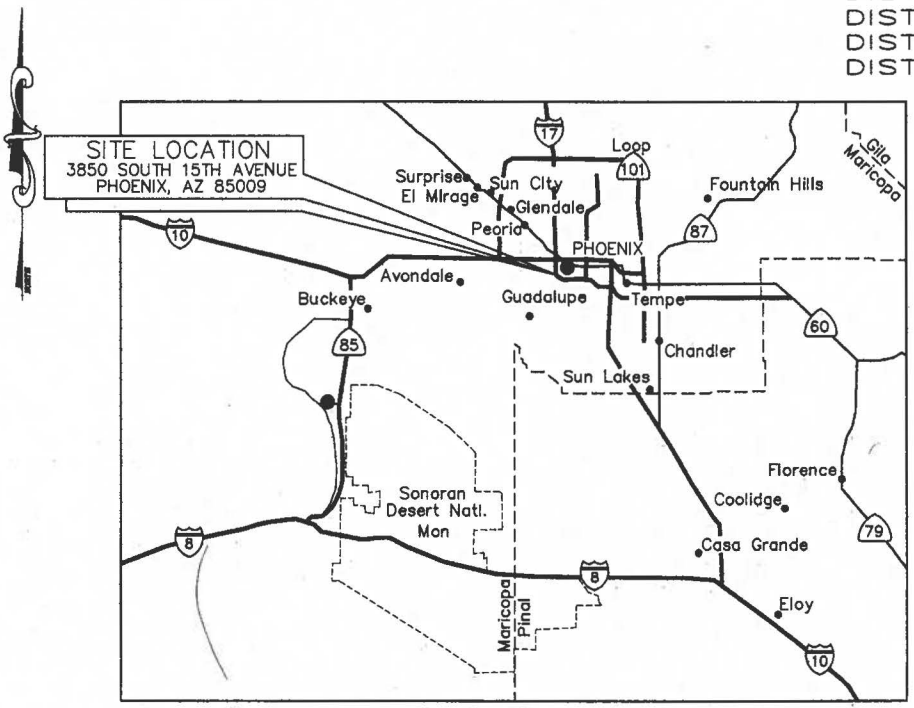 DIST
DIST
DIST
SITE LOCATION
3850 SOUTH 15TH AVENUE
PHOENIX, AZ 85009
17
Loop
101
Gila
Maricopa
Surprise
Sun City
El Mirage
Fountain Hills
Glendale
Peoria
87
10
PHOENIX
Avondale
Buckeye
Guadalupe
Tempe
60
85
Chandler
Sun Lakes
Florence
Sonoran
Desert Natl.
Mon
Coolidge
8
79
Casa Grande
8
Maricopa
Pinal
Eloy
10